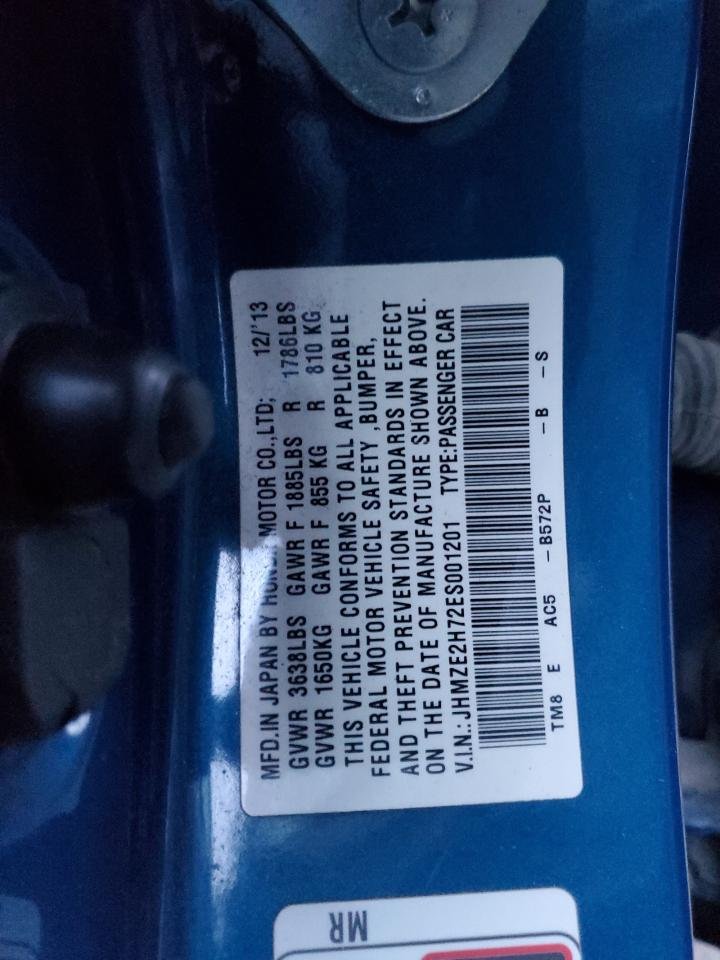 MFD.IN JAPAN BY HONDA MOTOR CO.,LTD; 12/'13
GVWR 3638LBS GAWR F 1885LBS R 1786LBS
GVWR 1650KG GAWR F 855 KG R 810 KG
THIS VEHICLE CONFORMS TO ALL APPLICABLE
FEDERAL MOTOR VEHICLE SAFETY ,BUMPER,
AND THEFT PREVENTION STANDARDS IN EFFECT
ON THE DATE OF MANUFACTURE SHOWN ABOVE.
V.I.N.: JHMZE2H72ES001201 TYPE:PASSENGER CAR
TM8 E AC5 -B572P -B -S
MR